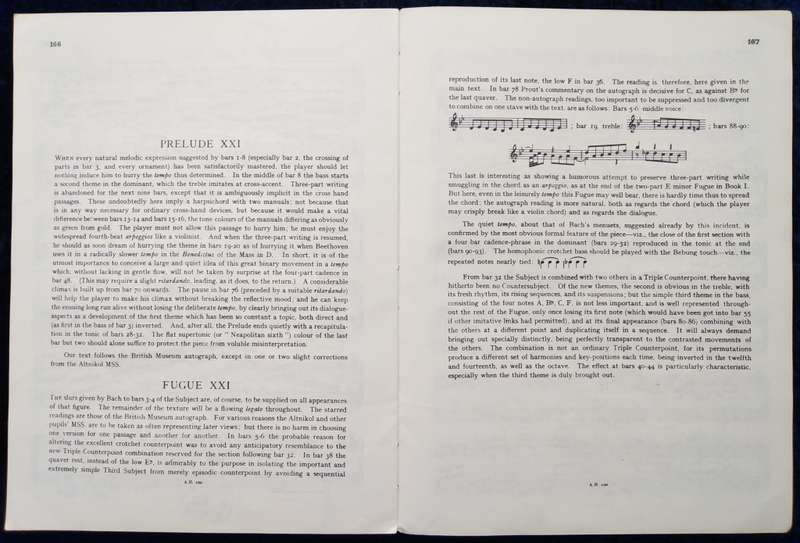 166
PRELUDE XXI
WHEN every natural melodic expression suggested by bars 1-8 (especially bar 2, the crossing of
parts in bar 3, and every ornament) has been satisfactorily mastered, the player should let
nothing induce him to hurry the tempo thus determined. In the middle of bar 8 the bass starts
a second theme in the dominant, which the treble imitates at cross-accent. Three-part writing
is abandoned for the next nine bars, except that it is ambiguously implicit in the cross hand
passages. These undoubtedly here imply a harpsichord with two manuals; not because that
is in any way necessary for ordinary cross-hand devices, but because it would make a vital
difference between bars 13-14 and bars 15-16, the tone colours of the manuals differing as obviously
as green from gold. The player must not allow this passage to hurry him; he must enjoy the
widespread fourth-beat arpeggios like a violinist. And when the three-part writing is resumed,
he should as soon dream of hurrying the theme in bars 19-20 as of hurrying it when Beethoven
uses it in a radically slower tempo in the Benedictus of the Mass in D. In short, it is of the
utmost importance to conceive a large and quiet idea of this great binary movement in a tempo
which, without lacking in gentle flow, will not be taken by surprise at the four-part cadence in
bar 48. (This may require a slight ritardando, leading, as it does, to the return.) A considerable
climax is built up from bar 70 onwards. The pause in bar 76 (preceded by a suitable ritardando)
will help the player to make his climax without breaking the reflective mood; and he can keep
the ensuing long run alive without losing the deliberate tempo, by clearly bringing out its dialogue-
aspects as a development of the first theme which has been so constant a topic, both direct and
(as first in the bass of bar 3) inverted. And, after all, the Prelude ends quietly with a recapitula-
tion in the tonic of bars 28-32. The flat supertonic (or " Neapolitan sixth ") colour of the last
bar but two should alone suffice to protect the piece from voluble misinterpretation.
Our text follows the British Museum autograph, except in one or two slight corrections
from the Altnikol MSS.
FUGUE XXI
THE slurs given by Bach to bars 3-4 of the Subject are, of course, to be supplied on all appearances
of that figure. The remainder of the texture will be a flowing legato throughout. The starred
readings are those of the British Museum autograph. For various reasons the Altnikol and other
pupils' MSS. are to be taken as often representing later views; but there is no harm in choosing
one version for one passage and another for another. In bars 5-6 the probable reason for
altering the excellent crotchet counterpoint was to avoid any anticipatory resemblance to the
new Triple Counterpoint combination reserved for the section following bar 32. In bar 38 the
quaver rest, instead of the low E♭, is admirably to the purpose in isolating the important and
extremely simple Third Subject from merely episodic counterpoint by avoiding a sequential
A.B.
167
reproduction of its last note, the low F in bar 36. The reading is, therefore, here given in the
main text. In bar 78 Prout's commentary on the autograph is decisive for C, as against B♭ for
the last quaver. The non-autograph readings, too important to be suppressed and too divergent
to combine on one stave with the text, are as follows. Bars 5-6 middle voice:
; bar 19 treble: ; bars 88-90:
This last is interesting as showing a humorous attempt to preserve three-part writing while
smuggling in the chord as an arpeggio, as at the end of the two-part E minor Fugue in Book I.
But here, even in the leisurely tempo this Fugue may well bear, there is hardly time thus to spread
the chord; the autograph reading is more natural, both as regards the chord (which the player
may crisply break like a violin chord) and as regards the dialogue.
The quiet tempo, about that of Bach's menuets, suggested already by this incident, is
confirmed by the most obvious formal feature of the piece—viz., the close of the first section with
a four bar cadence-phrase in the dominant (bars 29-32) reproduced in the tonic at the end
(bars 90-93). The homophonic crotchet bass should be played with the Bebung touch—viz., the
repeated notes nearly tied
From bar 32 the Subject is combined with two others in a Triple Counterpoint, there having
hitherto been no Countersubject. Of the new themes, the second is obvious in the treble, with
its fresh rhythm, its rising sequences, and its suspensions; but the simple third theme in the bass,
consisting of the four notes A, B♭, C, F, is not less important, and is well represented through-
out the rest of the Fugue, only once losing its first note (which would have been got into bar 55
if other imitative links had permitted), and at its final appearance (bars 80-86) combining with
the others at a different point and duplicating itself in a sequence. It will always demand
bringing out specially distinctly, being perfectly transparent to the contrasted movements of
the others. The combination is not an ordinary Triple Counterpoint, for its permutations
produce a different set of harmonies and key-positions each time, being inverted in the twelfth
and fourteenth, as well as the octave. The effect at bars 40-44 is particularly characteristic,
especially when the third theme is duly brought out.
A.B.